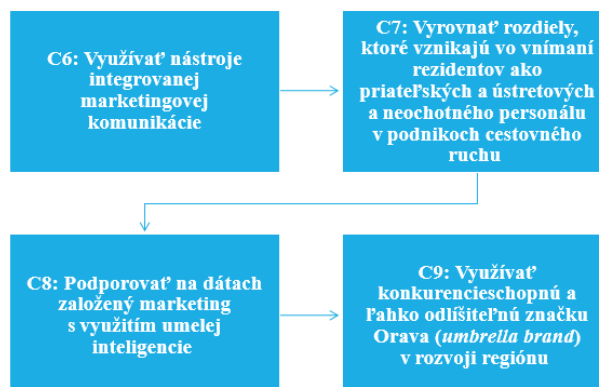 C6: Využívať nástroje
integrovanej
marketingovej
komunikácie
C7: Vyrovnať rozdiely,
ktoré vznikajú vo vnímaní
rezidentov ako
priateľských a ústretových
a neochotného personálu
v podnikoch cestovného
ruchu
C8: Podporovať na dátach
založený marketing
s využitím umelej
inteligencie
C9: Využívať
konkurencieschopnú a
ľahko odlíšiteľnú značku
Orava (umbrella brand)
v rozvoji regiónu